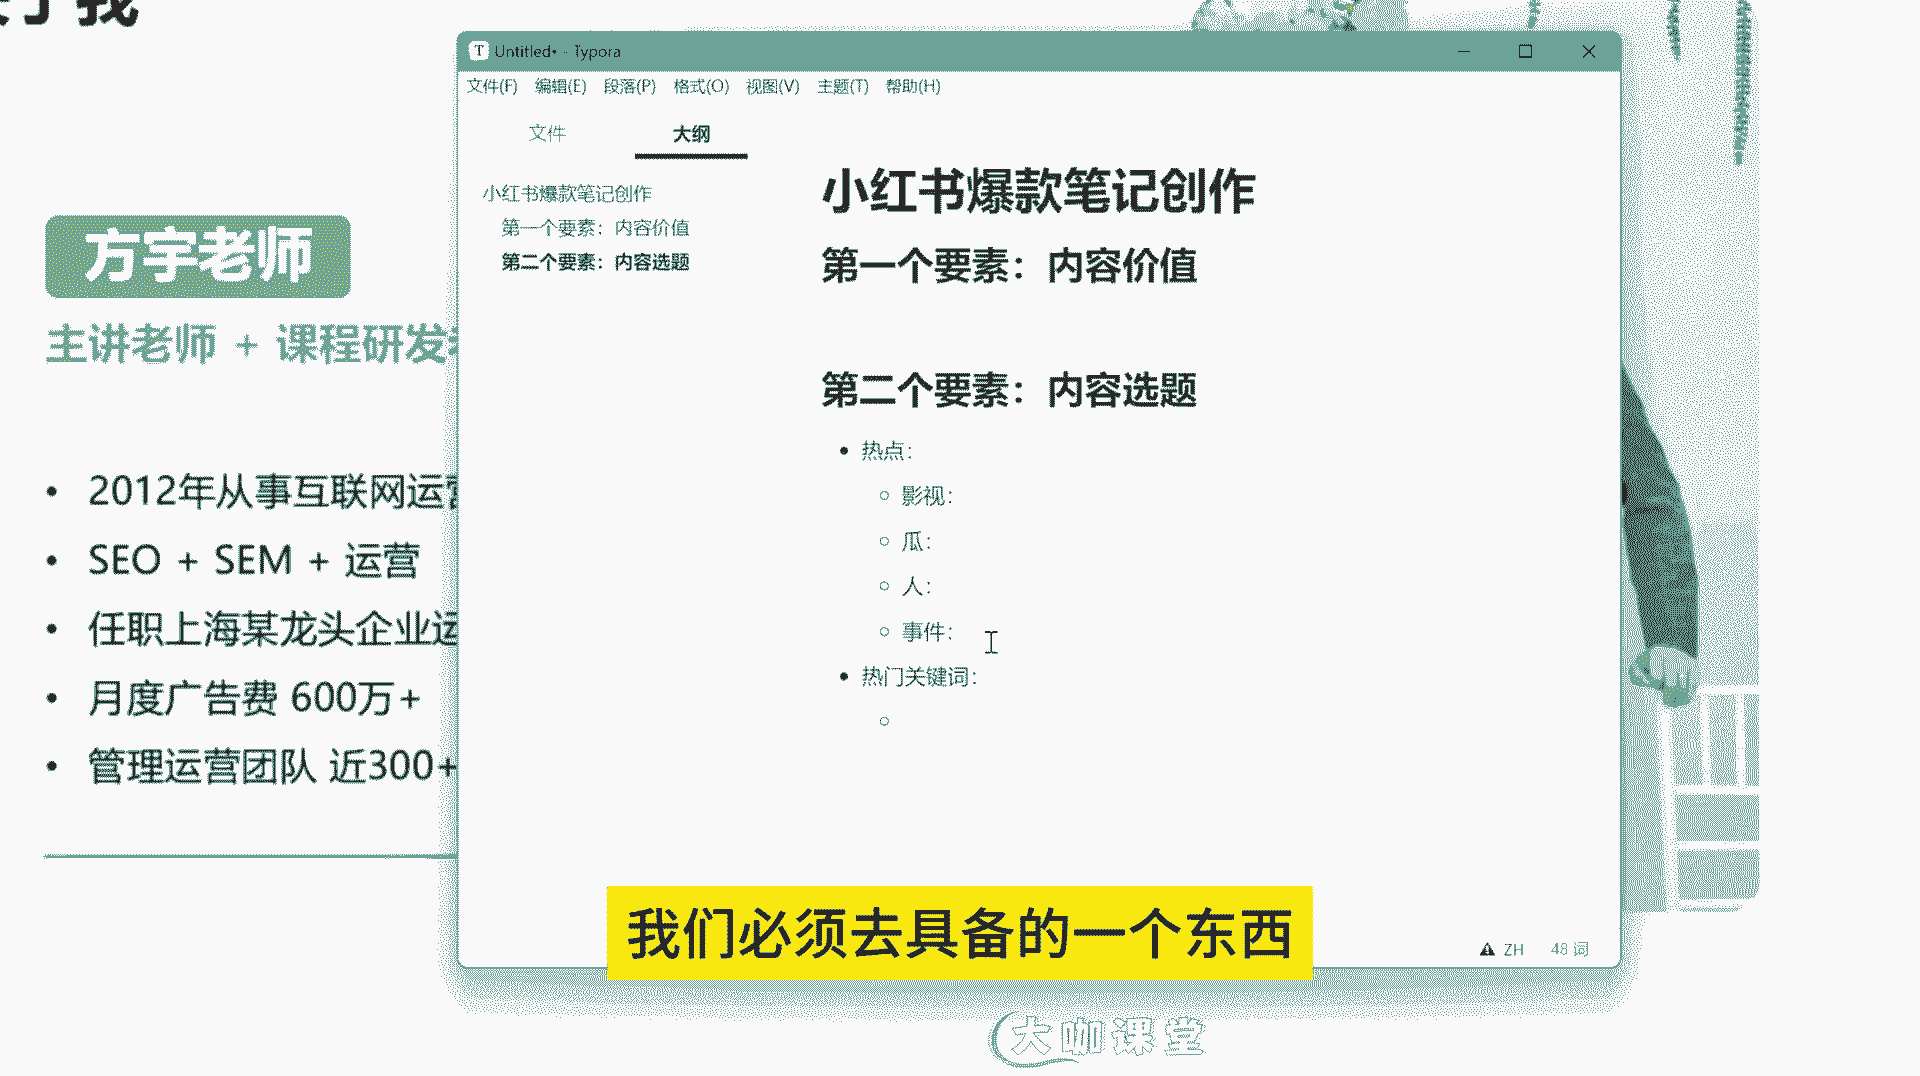 了我
方宇老师
主讲老师 + 课程研发
2012年从事互联网运营
SEO + SEM + 运营
任职上海某龙头企业运
月度广告费 600万+
管理运营团队 近300+
Untitled• - Typora
文件(F) 编辑(E) 段落(P) 格式(O) 视图(V) 主题(T) 帮助(H)
文件 大纲
小红书爆款笔记创作
第一个要素：内容价值
第二个要素：内容选题
小红书爆款笔记创作
第一个要素：内容价值
第二个要素：内容选题
热点：
影视：
瓜：
人：
事件：
热门关键词：
ZH 48 词
我们必须去具备的一个东西
大咖课堂